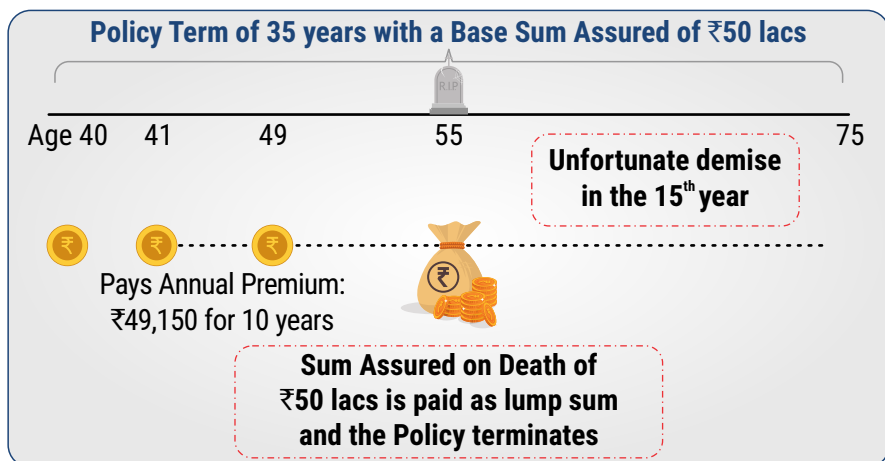 Policy Term of 35 years with a Base Sum Assured of ₹50 lacs
R.I.P
Age 40 41 49 55 75
Unfortunate demise
in the 15th year
₹ ₹ ₹
₹
Pays Annual Premium:
₹49,150 for 10 years
Sum Assured on Death of
₹50 lacs is paid as lump sum
and the Policy terminates